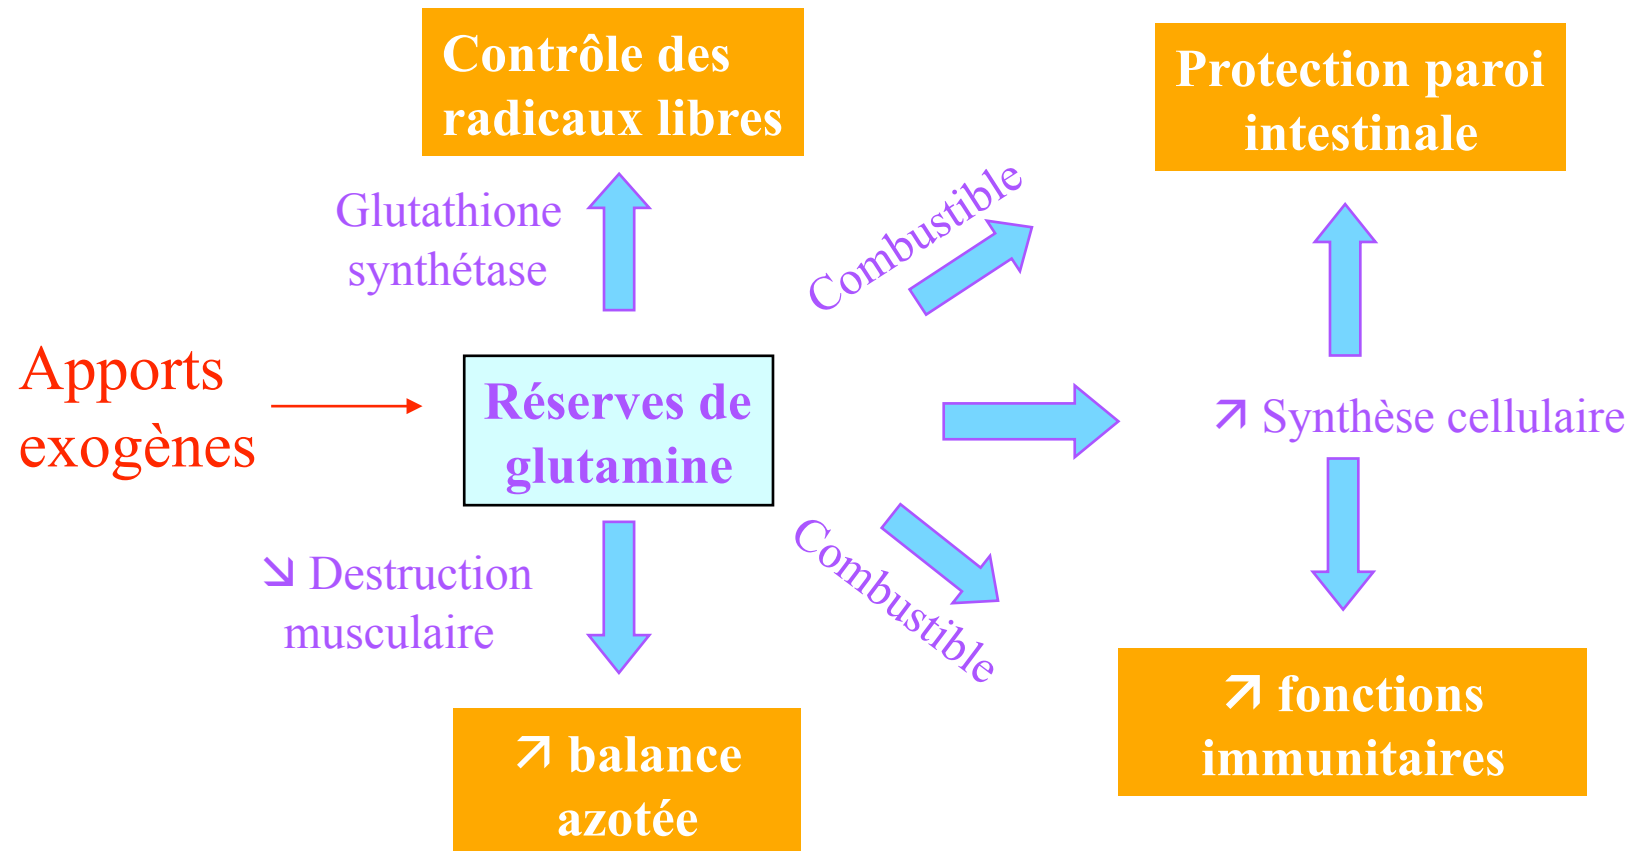 Contrôle des
radicaux libres
Protection paroi
intestinale
Glutathione
synthétase
Combustible
Apports
exogènes
Réserves de
glutamine
↗ Synthèse cellulaire
↘ Destruction
musculaire
Combustible
↗ balance
azotée
↗ fonctions
immunitaires